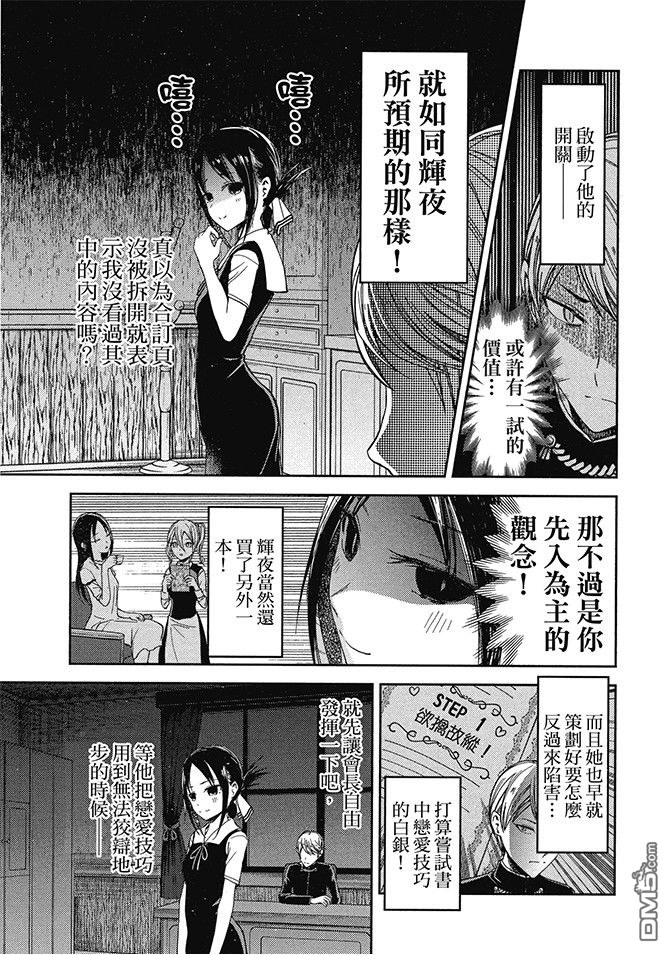 啟動了他的
開關——
或許有一試的
價值…
就如同輝夜
所預期的那樣！
嘻…
嘻…
真以為合訂頁
沒被拆開就表
示我沒看過其
中的內容嗎？
那不過是你
先入為主的
觀念！
輝夜當然還
買了另外一
本！
而且她也早就
策劃好要怎麼
反過來陷害…
STEP 1
欲擒故縱！
打算嘗試書
中戀愛技巧
的白銀！
就先讓會長自由
發揮一下吧，
等他把戀愛技巧
用到無法狡辯地
步的時候——
DM5.com